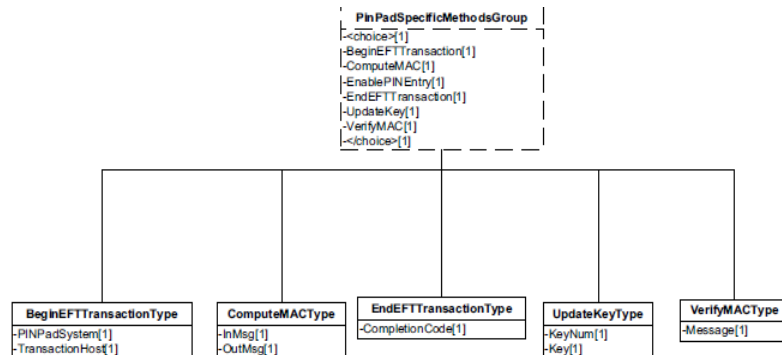 PinPadSpecificMethodsGroup
-<choice>[1]
-BeginEFTTransaction[1]
-ComputeMAC[1]
-EnablePINEntry[1]
-EndEFTTransaction[1]
-UpdateKey[1]
-VerifyMAC[1]
-</choice>[1]
BeginEFTTransactionType
-PINPadSystem[1]
-TransactionHost[1]
ComputeMACType
-InMsg[1]
-OutMsg[1]
EndEFTTransactionType
-CompletionCode[1]
UpdateKeyType
-KeyNum[1]
-Key[1]
VerifyMACType
-Message[1]